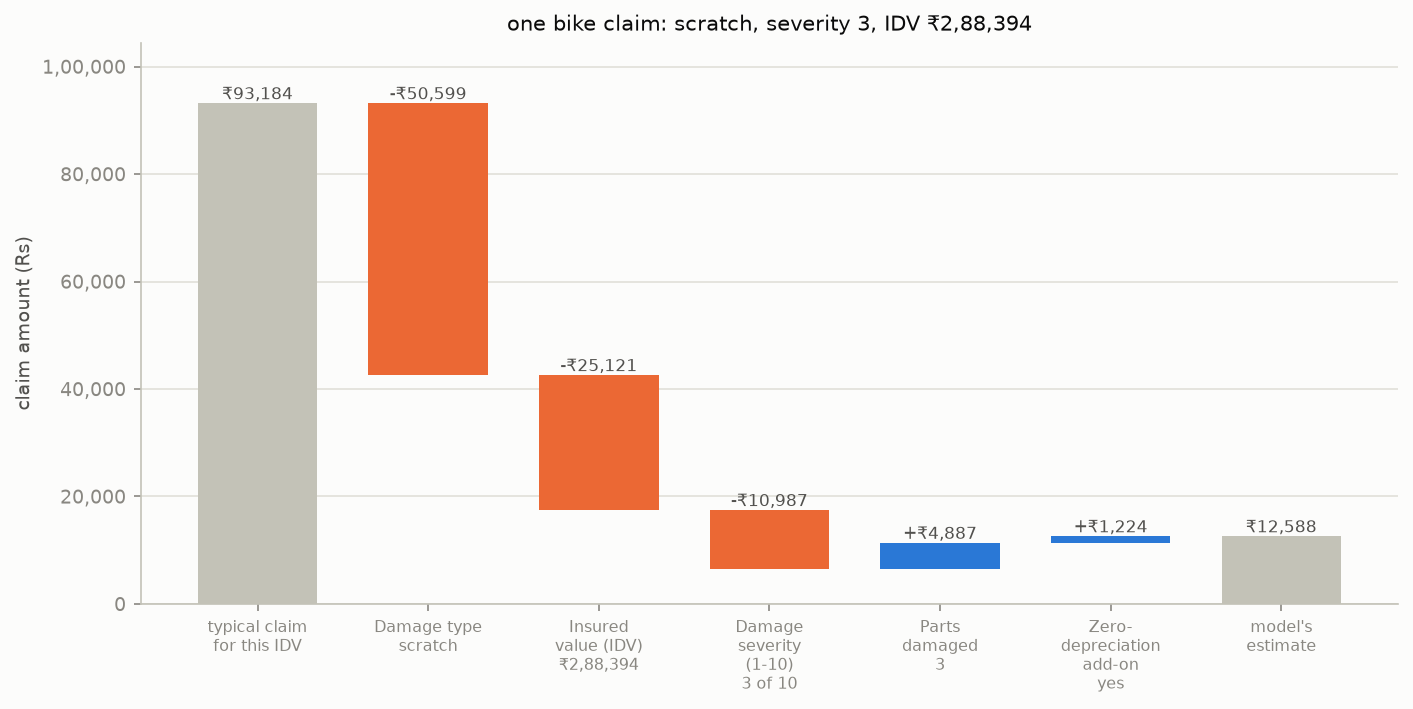 one bike claim: scratch, severity 3, IDV ₹2,88,394
claim amount (Rs)
1,00,000
80,000
60,000
40,000
20,000
0
₹93,184
-₹50,599
-₹25,121
-₹10,987
+₹4,887
+₹1,224
₹12,588
typical claim
for this IDV
Damage type
scratch
Insured
value (IDV)
₹2,88,394
Damage
severity
(1-10)
3 of 10
Parts
damaged
3
Zero-
depreciation
add-on
yes
model's
estimate